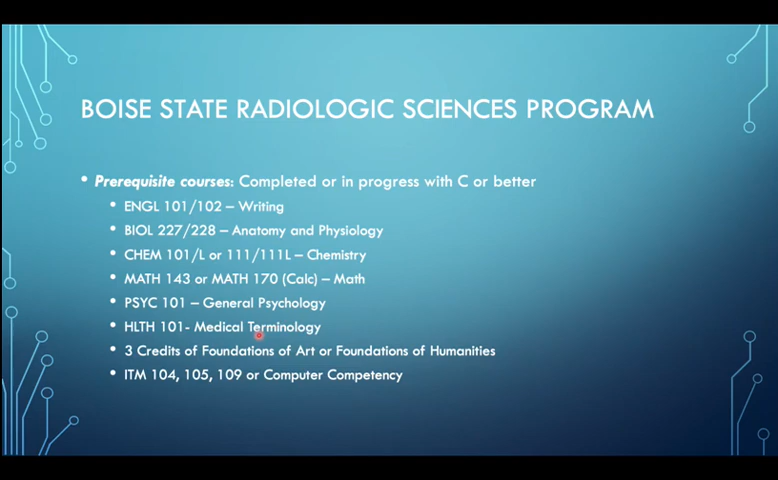 BOISE STATE RADIOLOGIC SCIENCES PROGRAM
• Prerequisite courses: Completed or in progress with C or better
• ENGL 101/102 – Writing
• BIOL 227/228 – Anatomy and Physiology
• CHEM 101/L or 111/111L – Chemistry
• MATH 143 or MATH 170 (Calc) – Math
• PSYC 101 – General Psychology
• HLTH 101- Medical Terminology
• 3 Credits of Foundations of Art or Foundations of Humanities
• ITM 104, 105, 109 or Computer Competency